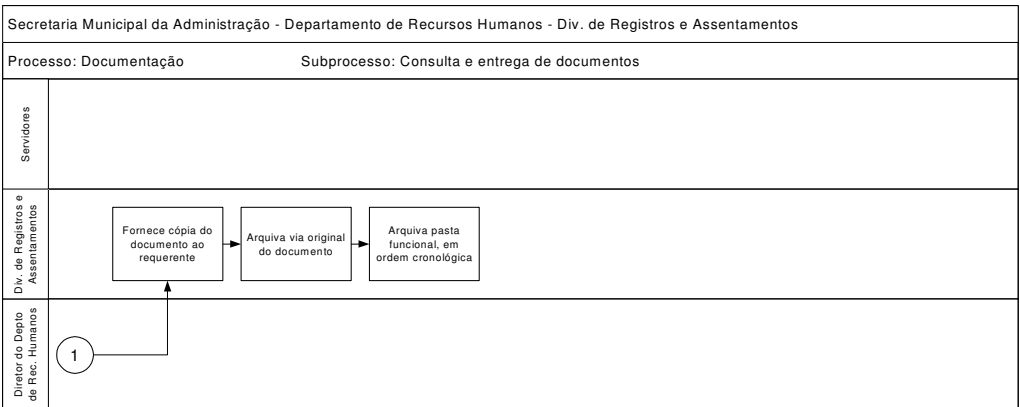 Secretaria Municipal da Administração - Departamento de Recursos Humanos - Div. de Registros e Assentamentos
Processo: Documentação Subprocesso: Consulta e entrega de documentos
Servidores
Div. de Registros e
Assentamentos
Fornece cópia do
documento ao
requerente
Arquiva via original
do documento
Arquiva pasta
funcional, em
ordem cronológica
Diretor do Depto
de Rec. Humanos
1